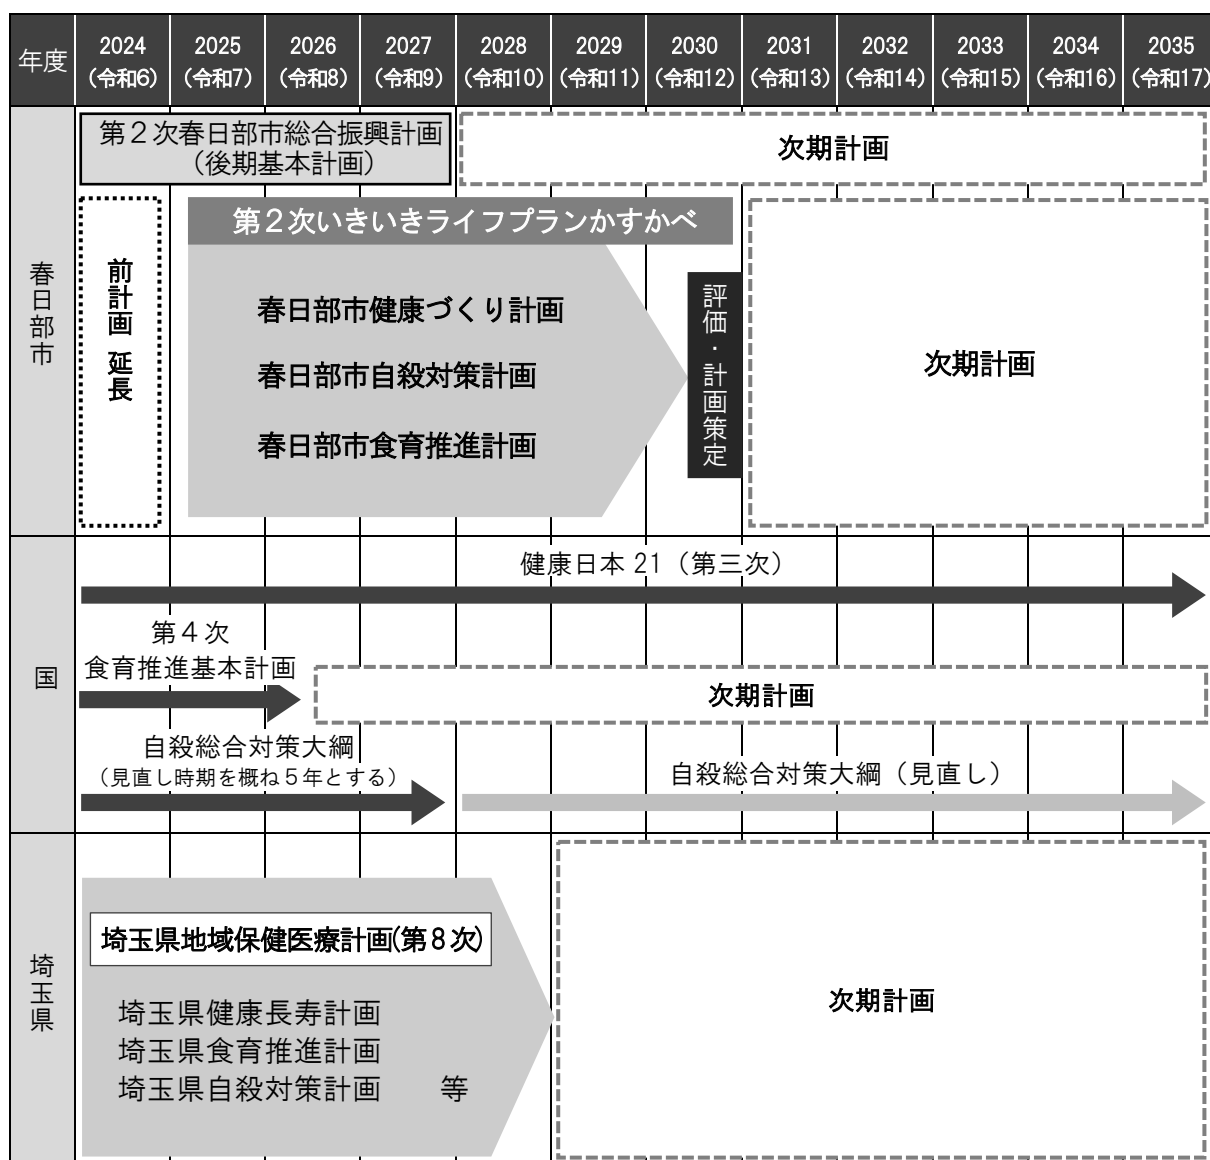 年度
2024
(令和6)
2025
(令和7)
2026
(令和8)
2027
(令和9)
2028
(令和10)
2029
(令和11)
2030
(令和12)
2031
(令和13)
2032
(令和14)
2033
(令和15)
2034
(令和16)
2035
(令和17)
春日部市
第２次春日部市総合振興計画
（後期基本計画）
次期計画
前計画 延長
第２次いきいきライフプランかすかべ
春日部市健康づくり計画
春日部市自殺対策計画
春日部市食育推進計画
評価・計画策定
次期計画
国
健康日本 21（第三次）
第４次
食育推進基本計画
次期計画
自殺総合対策大綱
（見直し時期を概ね５年とする）
自殺総合対策大綱（見直し）
埼玉県
埼玉県地域保健医療計画(第８次)
埼玉県健康長寿計画
埼玉県食育推進計画
埼玉県自殺対策計画　　等
次期計画